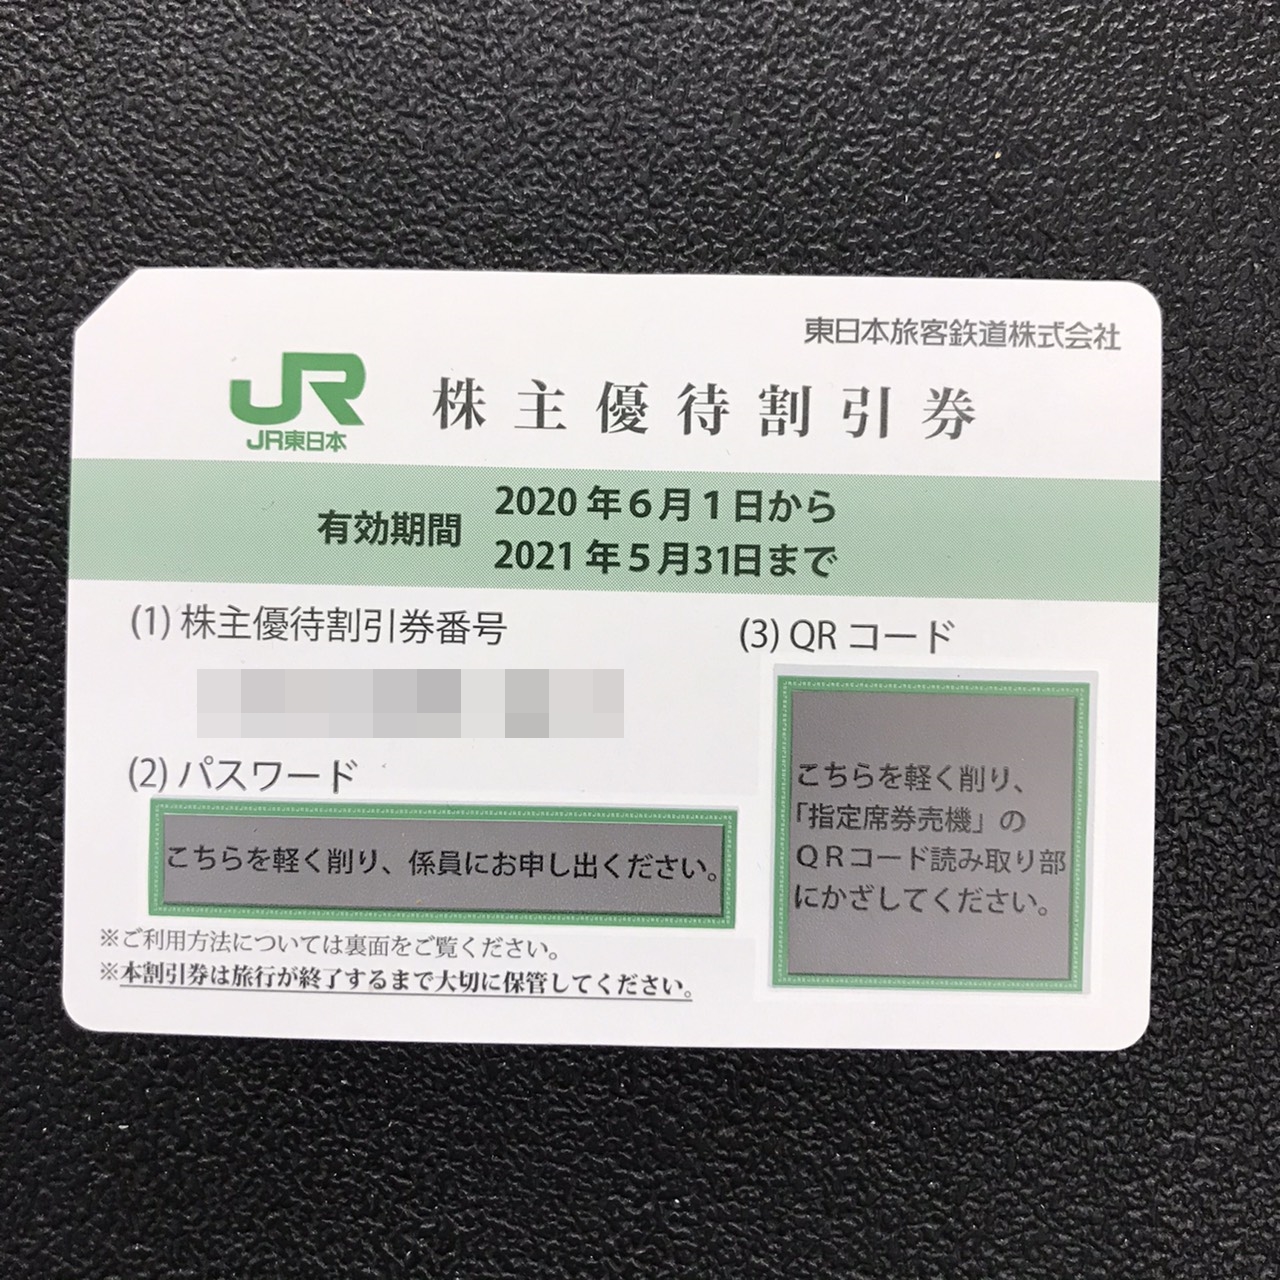 東日本旅客鉄道株式会社
JR
JR東日本
株主優待割引券
有効期間
2020年6月1日から
2021年5月31日まで
(1) 株主優待割引券番号
(2) パスワード
こちらを軽く削り、係員にお申し出ください。
(3) QRコード
こちらを軽く削り、
「指定席券売機」の
QRコード読み取り部
にかざしてください。
※ご利用方法については裏面をご覧ください。
※本割引券は旅行が終了するまで大切に保管してください。